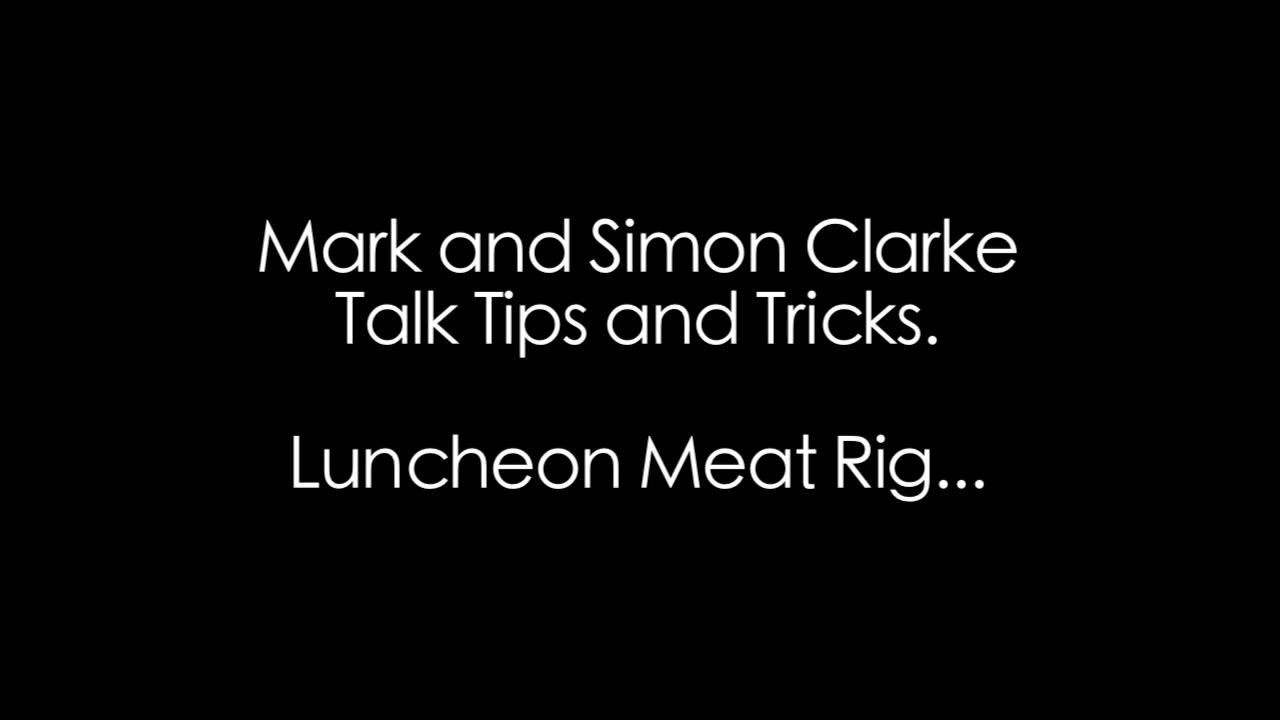 Mark and Simon Clarke
Talk Tips and Tricks.
Luncheon Meat Rig...